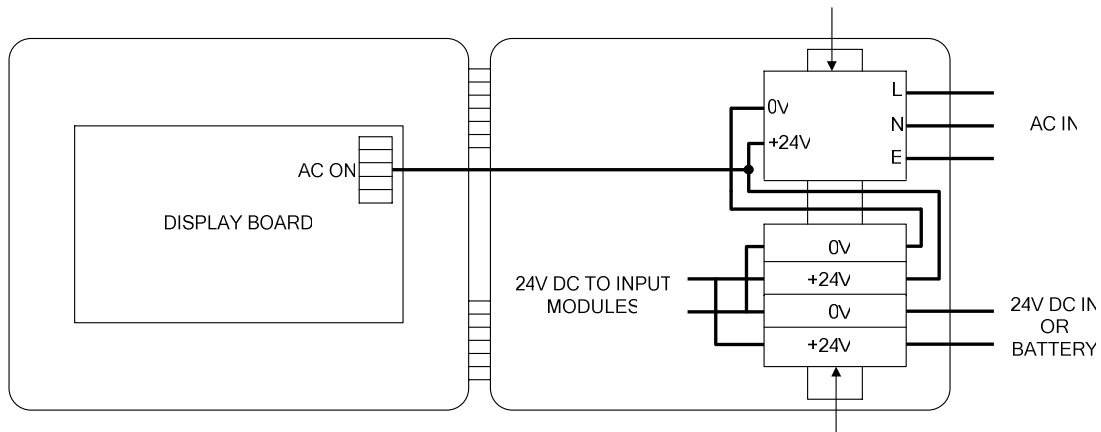 L
0V
N
AC IN
+24V
E
AC ON
DISPLAY BOARD
0V
24V DC TO INPUT
MODULES
+24V
0V
24V DC IN
OR
BATTERY
+24V